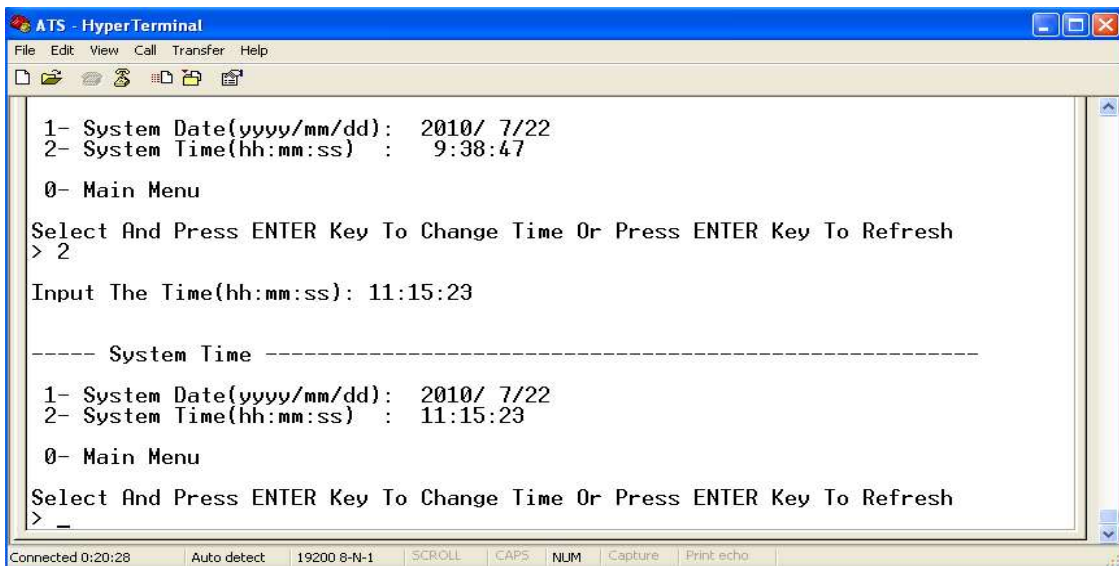 ATS - HyperTerminal
File Edit View Call Transfer Help
1- System Date(yyyy/mm/dd):  2010/ 7/22
2- System Time(hh:mm:ss)  :   9:38:47
0- Main Menu
Select And Press ENTER Key To Change Time Or Press ENTER Key To Refresh
> 2
Input The Time(hh:mm:ss): 11:15:23
----- System Time -------------------------------------------------------
1- System Date(yyyy/mm/dd):  2010/ 7/22
2- System Time(hh:mm:ss)  :  11:15:23
0- Main Menu
Select And Press ENTER Key To Change Time Or Press ENTER Key To Refresh
> _
Connected 0:20:28 Auto detect 19200 8-N-1 SCROLL CAPS NUM Capture Print echo